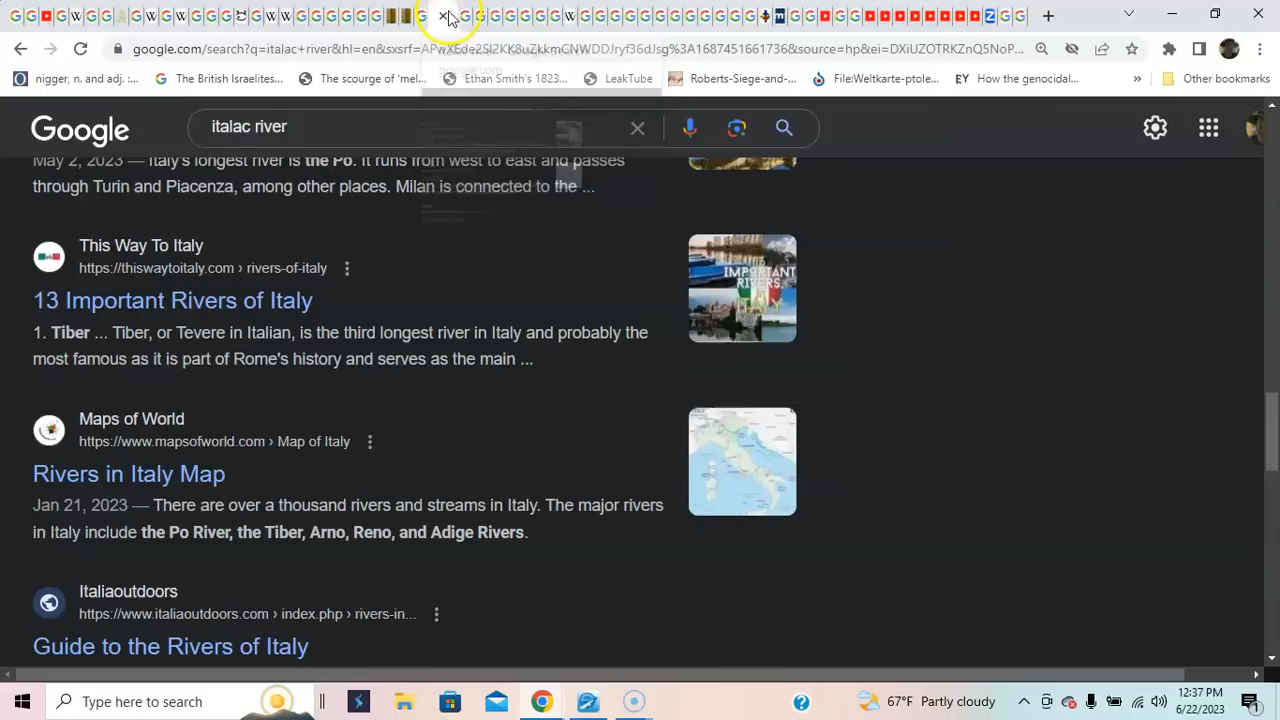 google.com/search?q=italac+river&hl=en&sxsrf=
nigger, n. and adj. :...
The British Israelites...
The scourge of 'mel...
Ethan Smith's 1823...
LeakTube
Roberts-Siege-and-...
File:Weltkarte-ptole...
EY How the genocidal...
»
Other bookmarks
Google
italac river
May 2, 2023 — Italy's longest river is the Po. It runs from west to east and passes
through Turin and Piacenza, among other places. Milan is connected to the ...
This Way To Italy
https://thiswaytoitaly.com › rivers-of-italy
IMPORTANT
RIVERS
ITALY
13 Important Rivers of Italy
1. Tiber ... Tiber, or Tevere in Italian, is the third longest river in Italy and probably the
most famous as it is part of Rome's history and serves as the main ...
Maps of World
https://www.mapsofworld.com › Map of Italy
Rivers in Italy Map
Jan 21, 2023 — There are over a thousand rivers and streams in Italy. The major rivers
in Italy include the Po River, the Tiber, Arno, Reno, and Adige Rivers.
Italiaoutdoors
https://www.italiaoutdoors.com › index.php › rivers-in...
Guide to the Rivers of Italy
Type here to search
67°F Partly cloudy
12:37 PM
6/22/2023